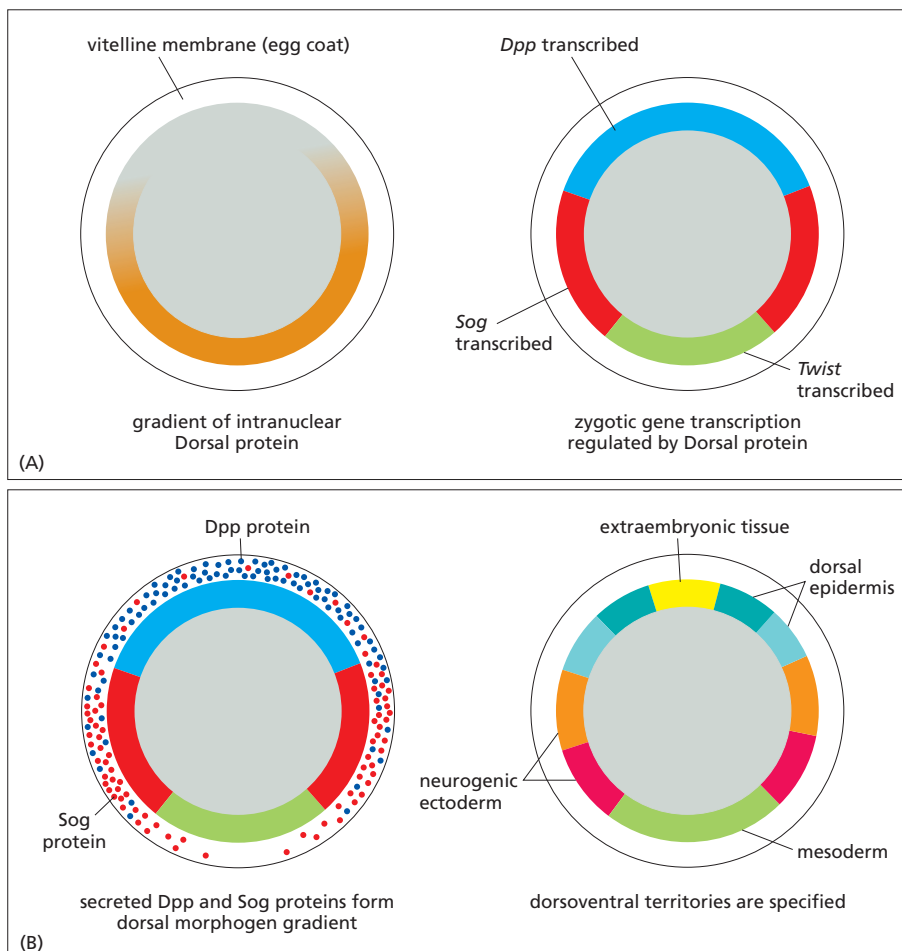 vitelline membrane (egg coat)
Dpp transcribed
Sog
transcribed
Twist
transcribed
gradient of intranuclear
Dorsal protein
zygotic gene transcription
regulated by Dorsal protein
(A)
Dpp protein
extraembryonic tissue
dorsal
epidermis
neurogenic
ectoderm
Sog
protein
mesoderm
secreted Dpp and Sog proteins form
dorsal morphogen gradient
dorsoventral territories are specified
(B)